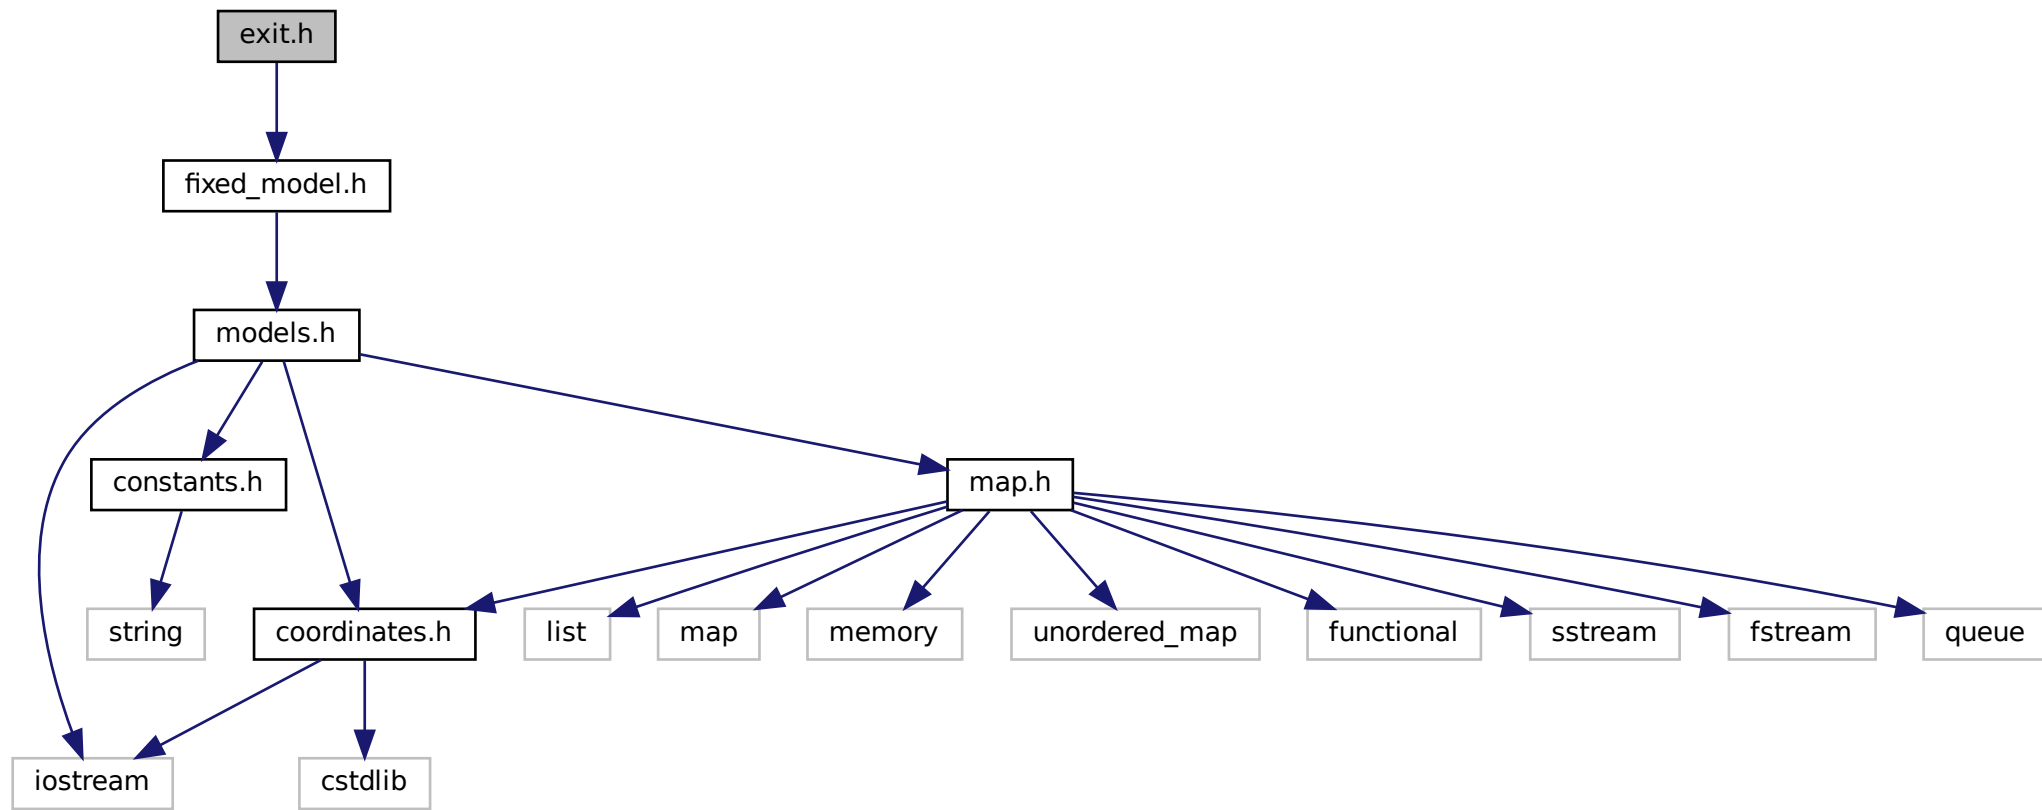 exit.h
fixed_model.h
models.h
constants.h
map.h
string
coordinates.h
list
map
memory
unordered_map
functional
sstream
fstream
queue
iostream
cstdlib